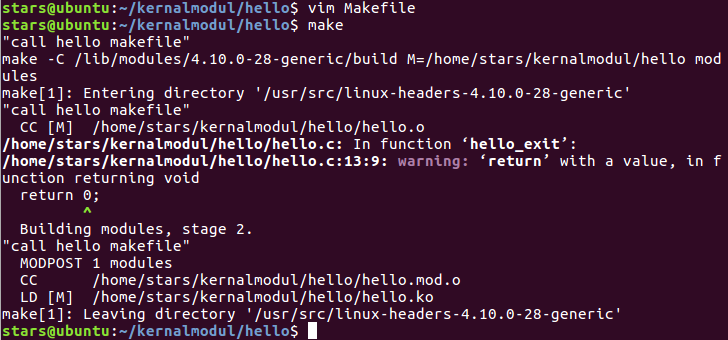 stars@ubuntu:~/kernalmodul/hello$ vim Makefile
stars@ubuntu:~/kernalmodul/hello$ make
"call hello makefile"
make -C /lib/modules/4.10.0-28-generic/build M=/home/stars/kernalmodul/hello mod
ules
make[1]: Entering directory '/usr/src/linux-headers-4.10.0-28-generic'
"call hello makefile"
  CC [M]  /home/stars/kernalmodul/hello/hello.o
/home/stars/kernalmodul/hello/hello.c: In function ‘hello_exit’:
/home/stars/kernalmodul/hello/hello.c:13:9: warning: ‘return’ with a value, in f
unction returning void
  return 0;
         ^
  Building modules, stage 2.
"call hello makefile"
  MODPOST 1 modules
  CC      /home/stars/kernalmodul/hello/hello.mod.o
  LD [M]  /home/stars/kernalmodul/hello/hello.ko
make[1]: Leaving directory '/usr/src/linux-headers-4.10.0-28-generic'
stars@ubuntu:~/kernalmodul/hello$